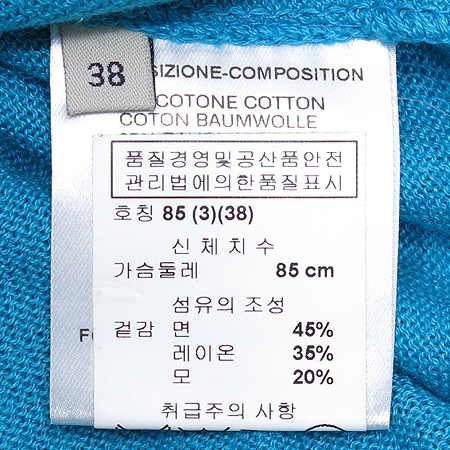 38
SIZIONE-COMPOSITION
COTONE COTTON
COTON BAUMWOLLE
품질경영및공산품안전
관리법에의한품질표시
호칭 85 (3)(38)
신체치수
가슴둘레 85 cm
섬유의 조성
겉감 면 45%
레이온 35%
모 20%
취급주의 사항